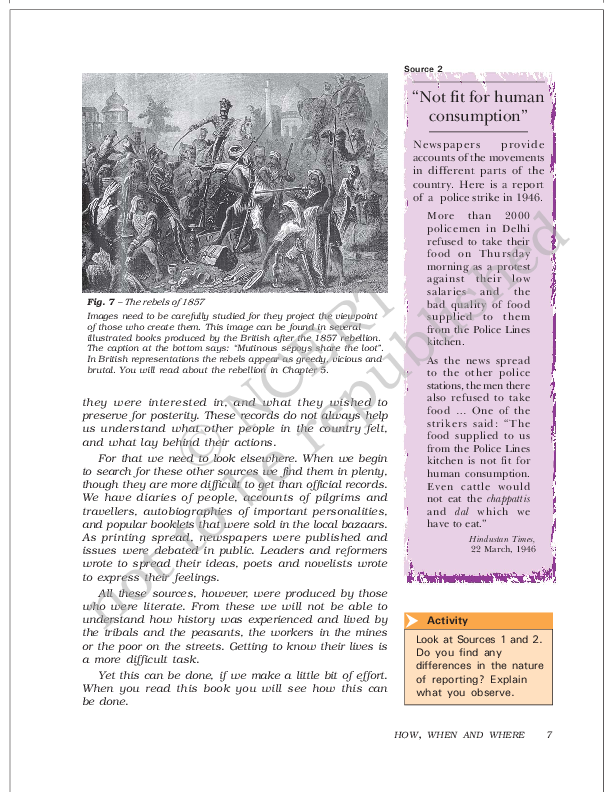 Fig. 7 – The rebels of 1857
Images need to be carefully studied for they project the viewpoint
of those who create them. This image can be found in several
illustrated books produced by the British after the 1857 rebellion.
The caption at the bottom says: “Mutinous sepoys share the loot”.
In British representations the rebels appear as greedy, vicious and
brutal. You will read about the rebellion in Chapter 5.
they were interested in, and what they wished to
preserve for posterity. These records do not always help
us understand what other people in the country felt,
and what lay behind their actions.
For that we need to look elsewhere. When we begin
to search for these other sources we find them in plenty,
though they are more difficult to get than official records.
We have diaries of people, accounts of pilgrims and
travellers, autobiographies of important personalities,
and popular booklets that were sold in the local bazaars.
As printing spread, newspapers were published and
issues were debated in public. Leaders and reformers
wrote to spread their ideas, poets and novelists wrote
to express their feelings.
All these sources, however, were produced by those
who were literate. From these we will not be able to
understand how history was experienced and lived by
the tribals and the peasants, the workers in the mines
or the poor on the streets. Getting to know their lives is
a more difficult task.
Yet this can be done, if we make a little bit of effort.
When you read this book you will see how this can
be done.
Source 2
“Not fit for human
consumption”
Newspapers provide
accounts of the movements
in different parts of the
country. Here is a report
of a police strike in 1946.
More than 2000
policemen in Delhi
refused to take their
food on Thursday
morning as a protest
against their low
salaries and the
bad quality of food
supplied to them
from the Police Lines
kitchen.
As the news spread
to the other police
stations, the men there
also refused to take
food ... One of the
strikers said: “The
food supplied to us
from the Police Lines
kitchen is not fit for
human consumption.
Even cattle would
not eat the chappattis
and dal which we
have to eat.”
Hindustan Times,
22 March, 1946
Activity
Look at Sources 1 and 2.
Do you find any
differences in the nature
of reporting? Explain
what you observe.
HOW, WHEN AND WHERE 7
© NCERT
not to be republished